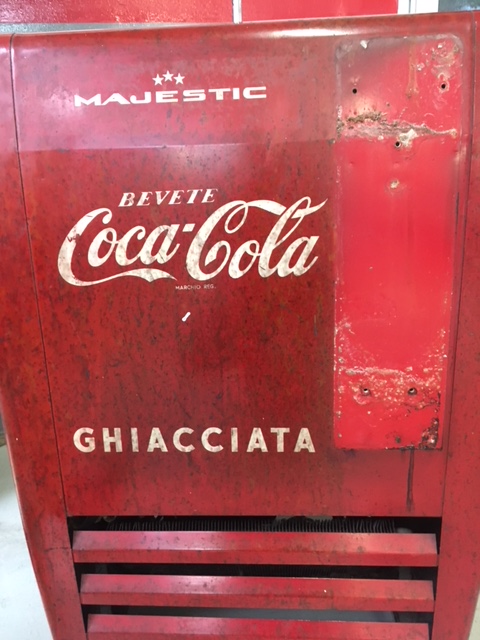 MAJESTIC
BEVETE
Coca-Cola
MARCHIO REG.
GHIACCIATA